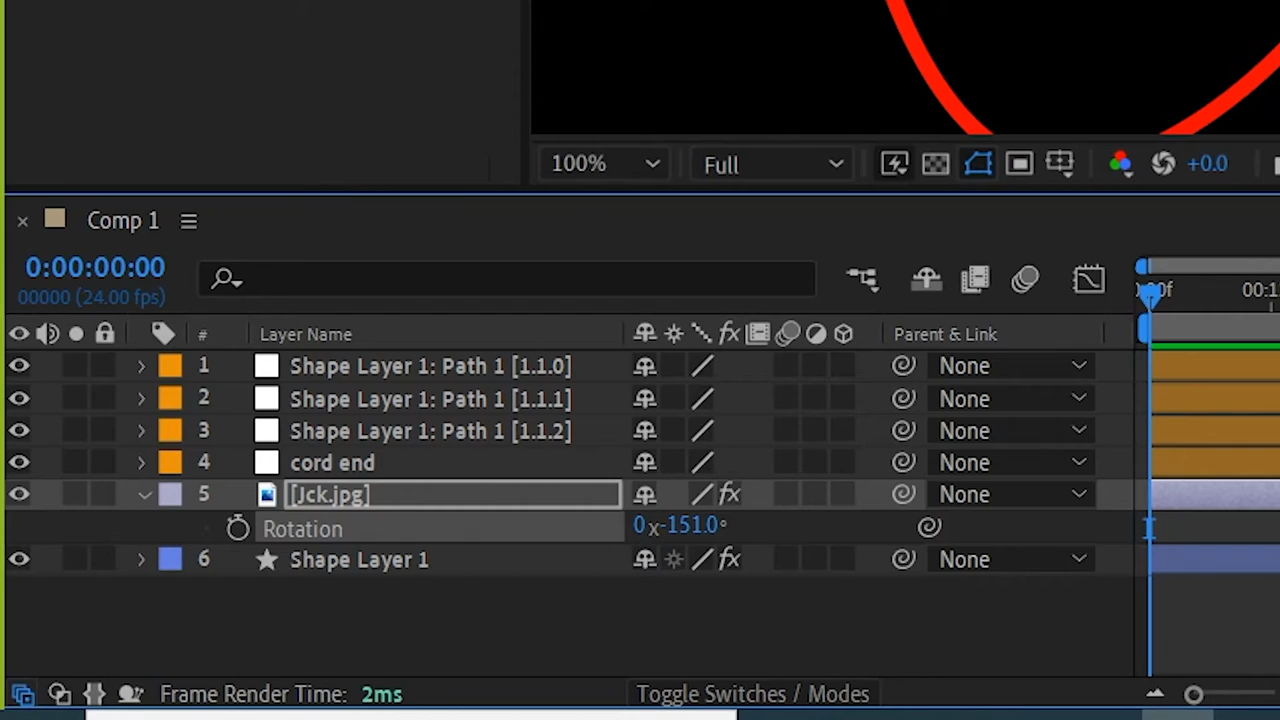 100%
Full
+0.0
Comp 1
0:00:00:00
00000 (24.00 fps)
# Layer Name fx Parent & Link
1 Shape Layer 1: Path 1 [1.1.0] None
2 Shape Layer 1: Path 1 [1.1.1] None
3 Shape Layer 1: Path 1 [1.1.2] None
4 cord end None
5 [Jck.jpg] fx None
Rotation 0x-151.0°
6 Shape Layer 1 fx None
Frame Render Time: 2ms
Toggle Switches / Modes